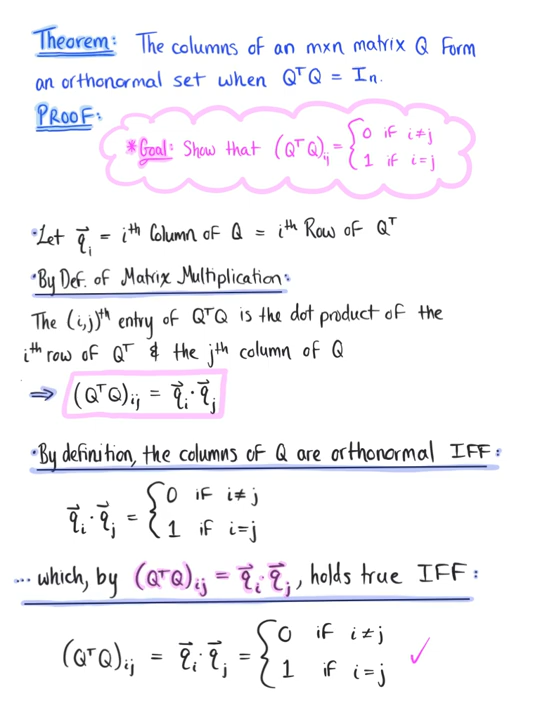 Theorem: The columns of an m×n matrix Q form
an orthonormal set when QᵀQ = Iₙ.
PROOF:
*Goal: Show that (QᵀQ)ᵢⱼ = { 0 if i≠j
1 if i=j
•Let q⃗ᵢ = iᵗʰ Column of Q = iᵗʰ Row of Qᵀ
•By Def. of Matrix Multiplication:
The (i,j)ᵗʰ entry of QᵀQ is the dot product of the
iᵗʰ row of Qᵀ & the jᵗʰ column of Q
⇒ (QᵀQ)ᵢⱼ = q⃗ᵢ · q⃗ⱼ
•By definition, the columns of Q are orthonormal IFF:
q⃗ᵢ · q⃗ⱼ = { 0 if i≠j
1 if i=j
... which, by (QᵀQ)ᵢⱼ = q⃗ᵢ · q⃗ⱼ, holds true IFF:
(QᵀQ)ᵢⱼ = q⃗ᵢ · q⃗ⱼ = { 0 if i≠j
1 if i=j ✓